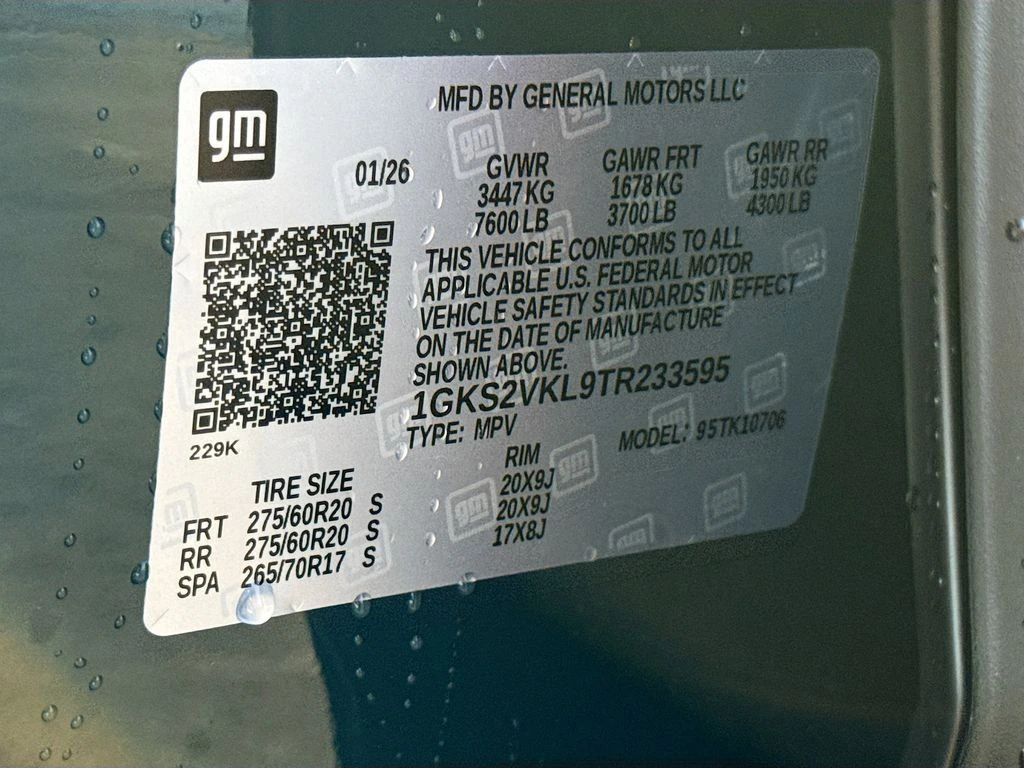 gm
MFD BY GENERAL MOTORS LLC
01/26
GVWR GAWR FRT GAWR RR
3447 KG 1678 KG 1950 KG
7600 LB 3700 LB 4300 LB
THIS VEHICLE CONFORMS TO ALL
APPLICABLE U.S. FEDERAL MOTOR
VEHICLE SAFETY STANDARDS IN EFFECT
ON THE DATE OF MANUFACTURE
SHOWN ABOVE.
1GKS2VKL9TR233595
229K
TYPE: MPV MODEL: 95TK10706
TIRE SIZE RIM
FRT 275/60R20 S 20X9J
RR 275/60R20 S 20X9J
SPA 265/70R17 S 17X8J